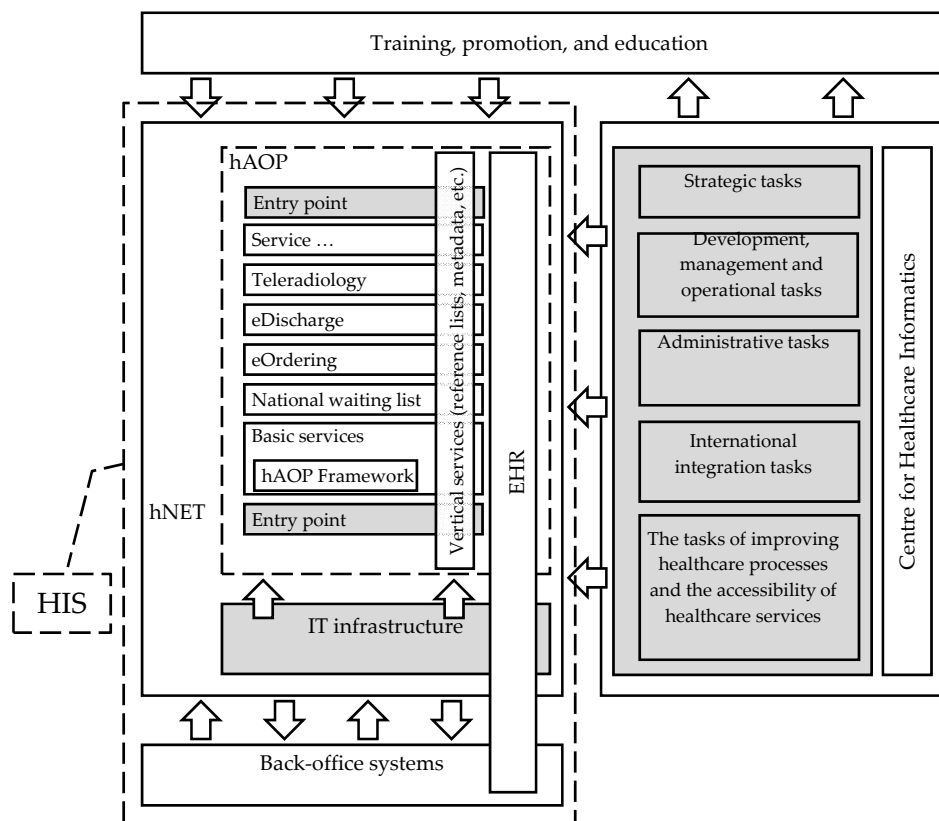 Training, promotion, and education
hAOP
Entry point
Service …
Teleradiology
eDischarge
eOrdering
National waiting list
Basic services
hAOP Framework
Entry point
Vertical services (reference lists, metadata, etc.)
EHR
hNET
HIS
IT infrastructure
Back-office systems
Strategic tasks
Development,
management and
operational tasks
Administrative tasks
International
integration tasks
The tasks of improving
healthcare processes
and the accessibility of
healthcare services
Centre for Healthcare Informatics